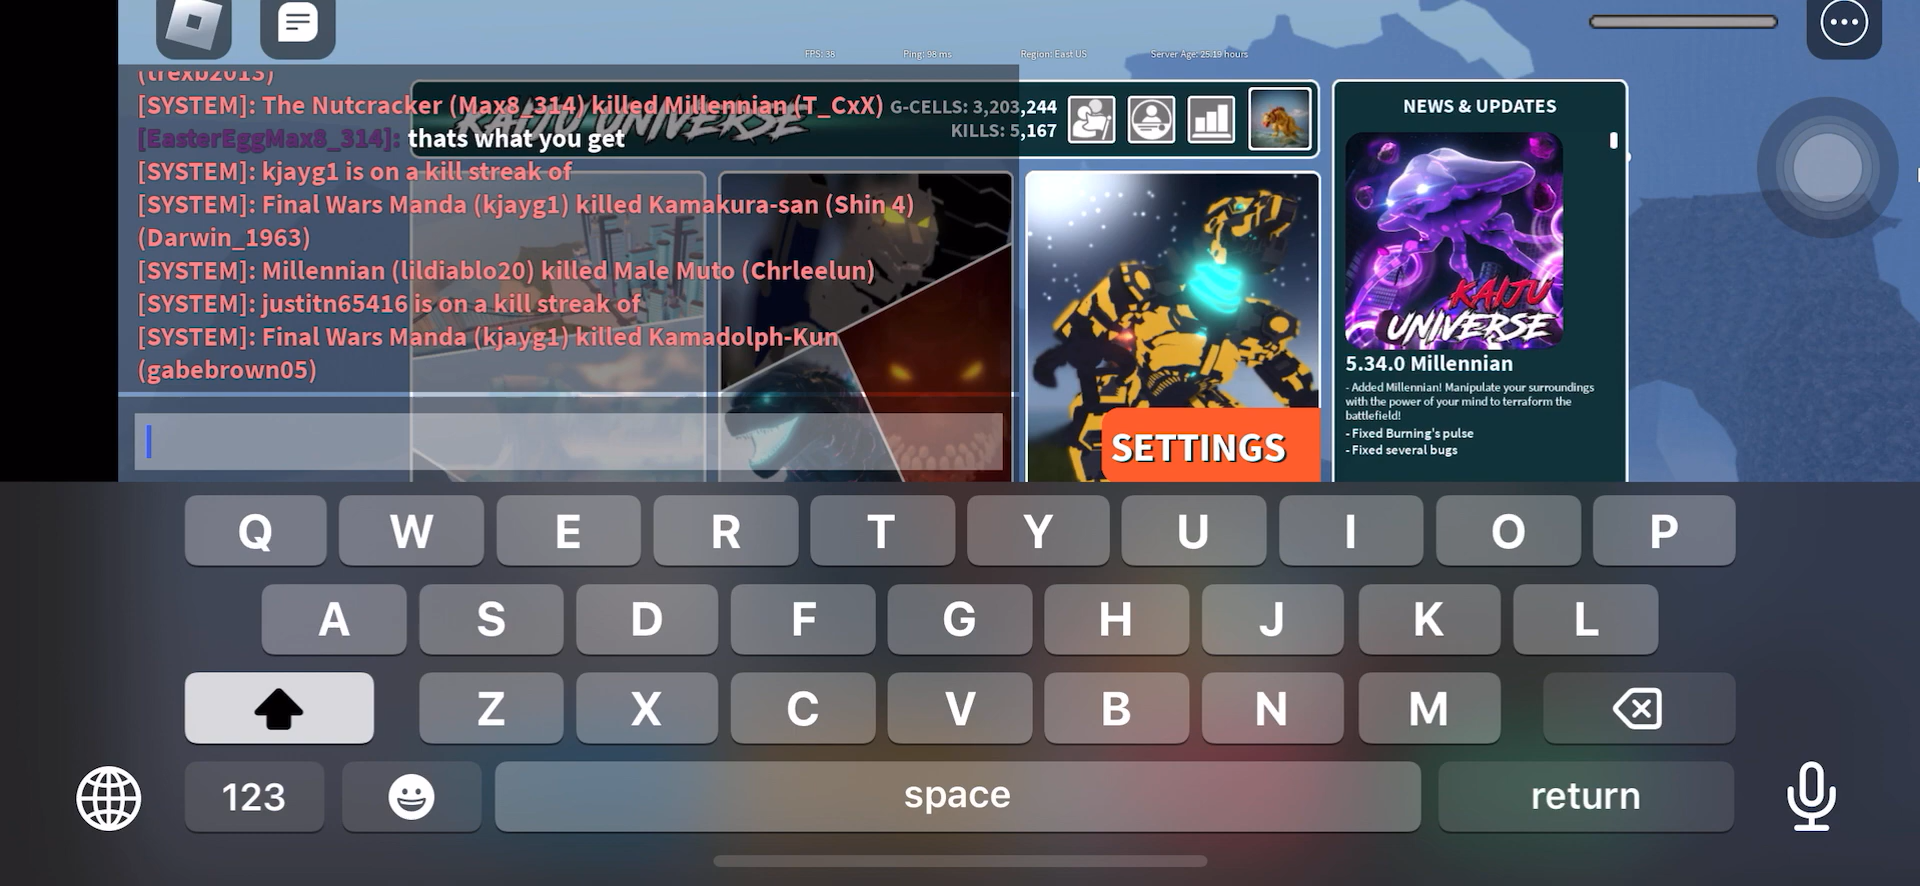 FPS: 38 Ping: 98 ms Region: East US Server Age: 25:19 hours
(trexb2013)
[SYSTEM]: The Nutcracker (Max8_314) killed Millennian (T_CxX)
[EasterEggMax8_314]: thats what you get
[SYSTEM]: kjayg1 is on a kill streak of
[SYSTEM]: Final Wars Manda (kjayg1) killed Kamakura-san (Shin 4)
(Darwin_1963)
[SYSTEM]: Millennian (lildiablo20) killed Male Muto (Chrleelun)
[SYSTEM]: justitn65416 is on a kill streak of
[SYSTEM]: Final Wars Manda (kjayg1) killed Kamadolph-Kun
(gabebrown05)
KAIJU UNIVERSE
G-CELLS: 3,203,244
KILLS: 5,167
SETTINGS
NEWS & UPDATES
KAIJU
UNIVERSE
5.34.0 Millennian
- Added Millennian! Manipulate your surroundings
with the power of your mind to terraform the
battlefield!
- Fixed Burning's pulse
- Fixed several bugs
Q W E R T Y U I O P
A S D F G H J K L
Z X C V B N M
123 space return